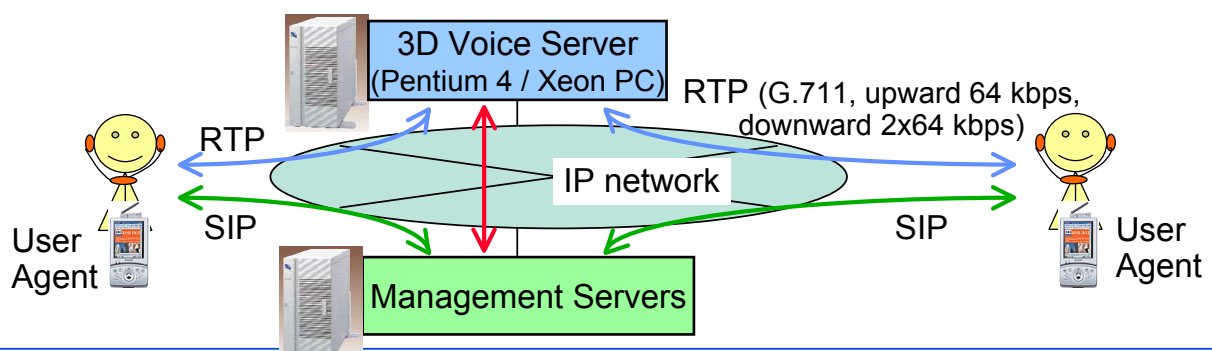 3D Voice Server
(Pentium 4 / Xeon PC)
RTP (G.711, upward 64 kbps,
downward 2x64 kbps)
RTP
IP network
SIP
SIP
User
Agent
User
Agent
Management Servers